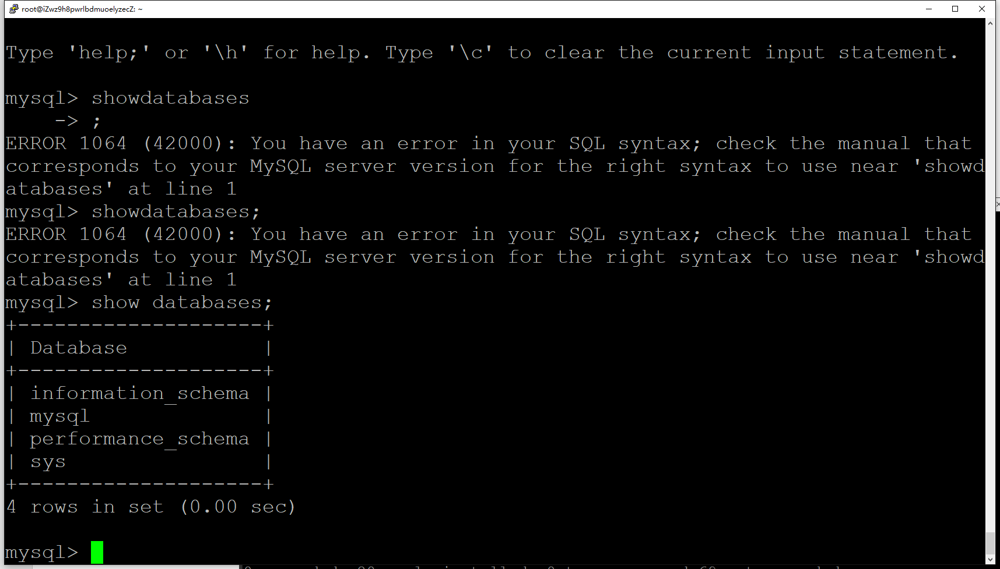 root@iZwz9h8pwrlbdmuoelyzecZ: ~
Type 'help;' or '\h' for help. Type '\c' to clear the current input statement.
mysql> showdatabases
    -> ;
ERROR 1064 (42000): You have an error in your SQL syntax; check the manual that
corresponds to your MySQL server version for the right syntax to use near 'showd
atabases' at line 1
mysql> showdatabases;
ERROR 1064 (42000): You have an error in your SQL syntax; check the manual that
corresponds to your MySQL server version for the right syntax to use near 'showd
atabases' at line 1
mysql> show databases;
+--------------------+
| Database           |
+--------------------+
| information_schema |
| mysql              |
| performance_schema |
| sys                |
+--------------------+
4 rows in set (0.00 sec)
mysql>